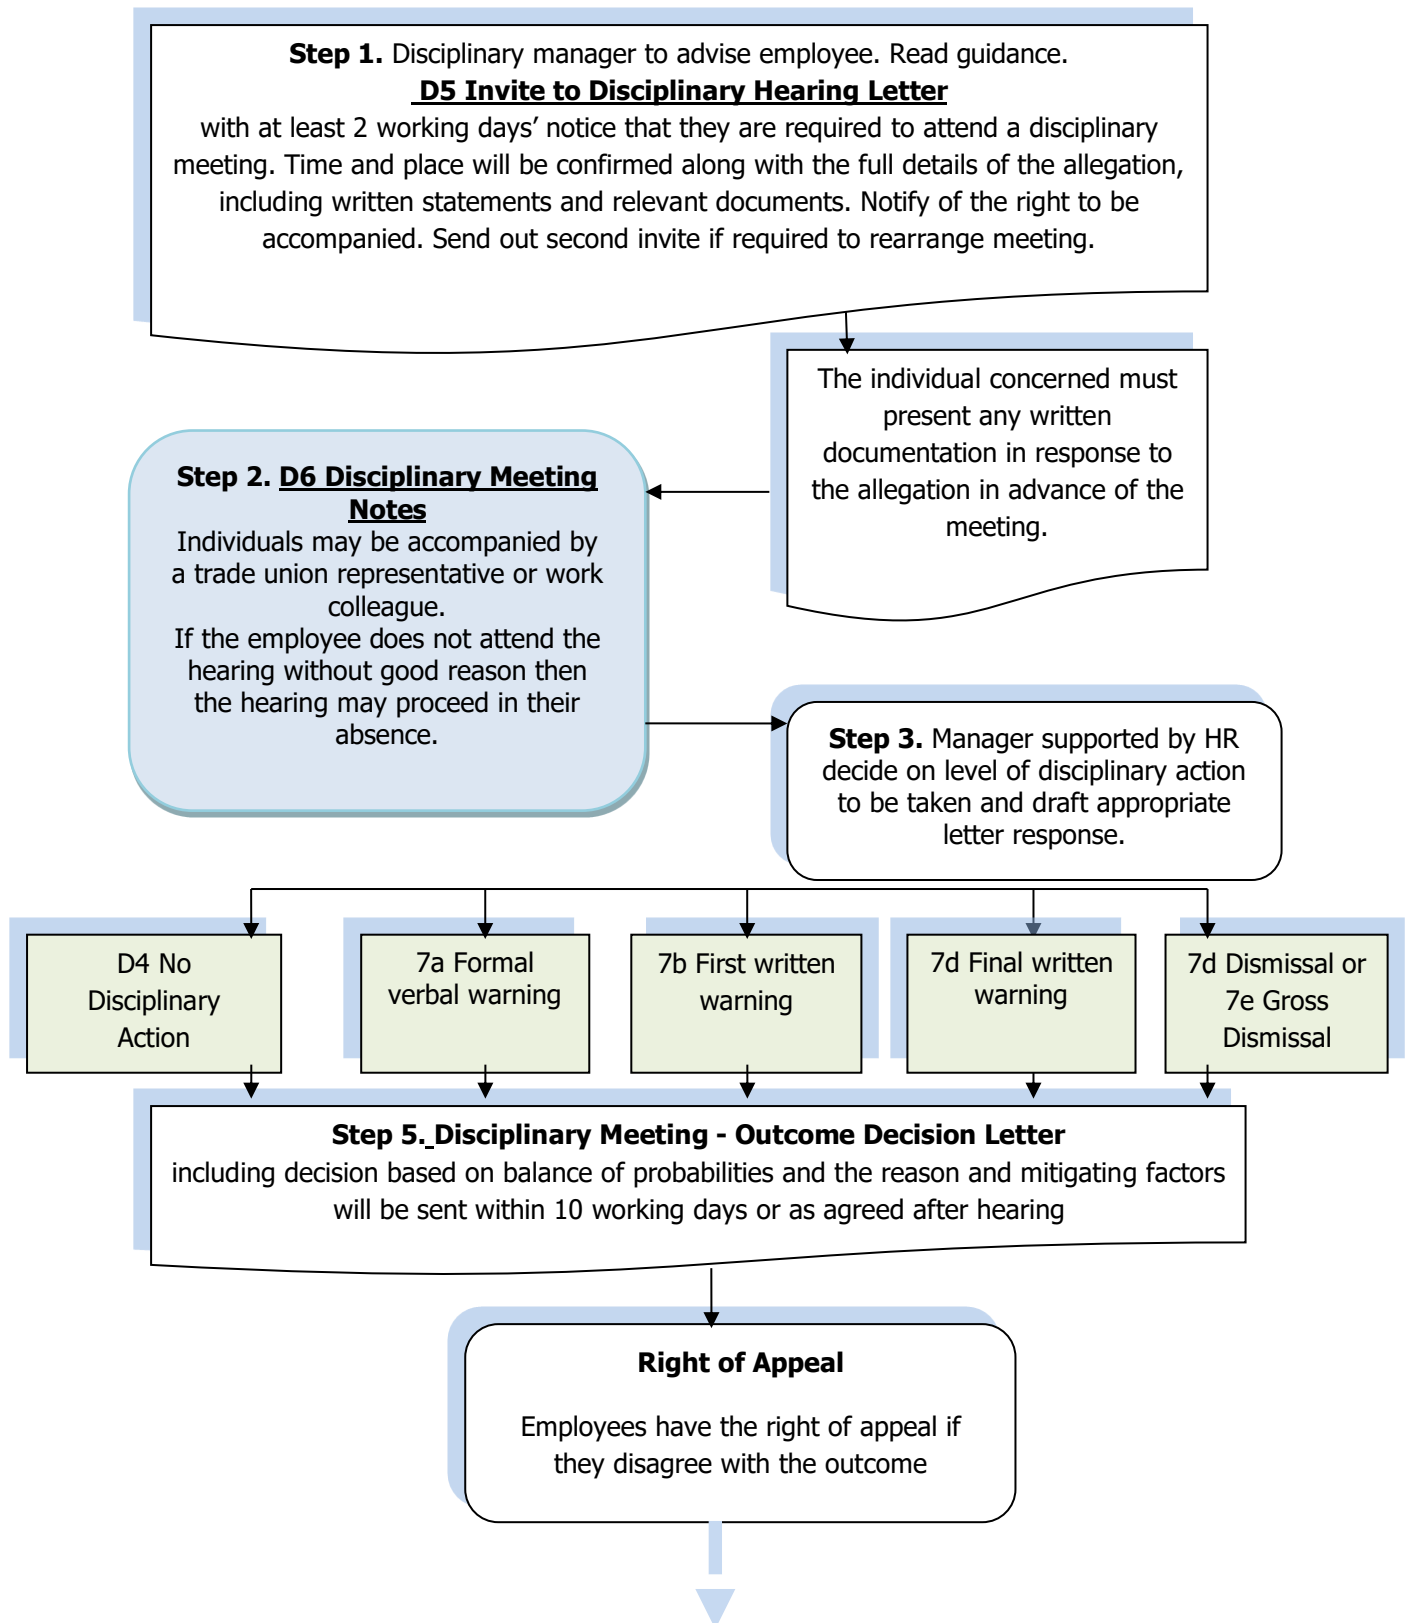 Step 1. Disciplinary manager to advise employee. Read guidance.
D5 Invite to Disciplinary Hearing Letter
with at least 2 working days’ notice that they are required to attend a disciplinary
meeting. Time and place will be confirmed along with the full details of the allegation,
including written statements and relevant documents. Notify of the right to be
accompanied. Send out second invite if required to rearrange meeting.
The individual concerned must
present any written
documentation in response to
the allegation in advance of the
meeting.
Step 2. D6 Disciplinary Meeting
Notes
Individuals may be accompanied by
a trade union representative or work
colleague.
If the employee does not attend the
hearing without good reason then
the hearing may proceed in their
absence.
Step 3. Manager supported by HR
decide on level of disciplinary action
to be taken and draft appropriate
letter response.
D4 No
Disciplinary
Action
7a Formal
verbal warning
7b First written
warning
7d Final written
warning
7d Dismissal or
7e Gross
Dismissal
Step 5. Disciplinary Meeting - Outcome Decision Letter
including decision based on balance of probabilities and the reason and mitigating factors
will be sent within 10 working days or as agreed after hearing
Right of Appeal
Employees have the right of appeal if
they disagree with the outcome